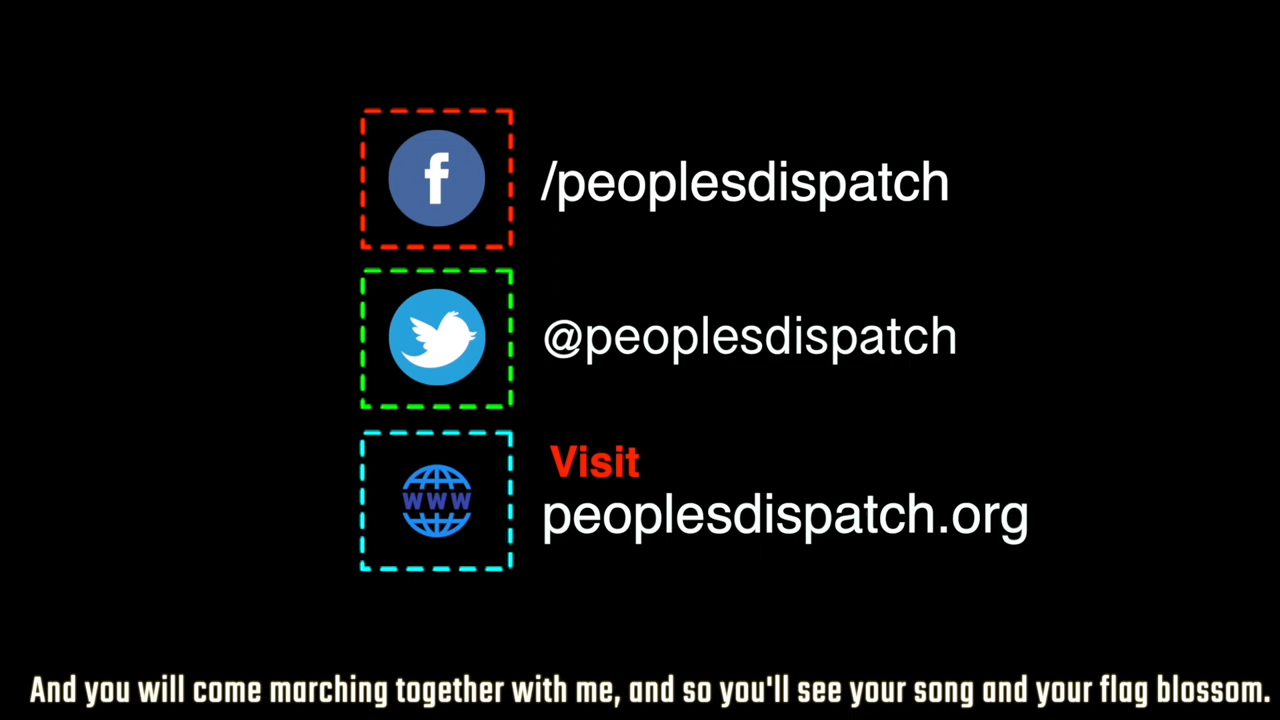 f
/peoplesdispatch
@peoplesdispatch
Visit
WWW
peoplesdispatch.org
And you will come marching together with me, and so you'll see your song and your flag blossom.